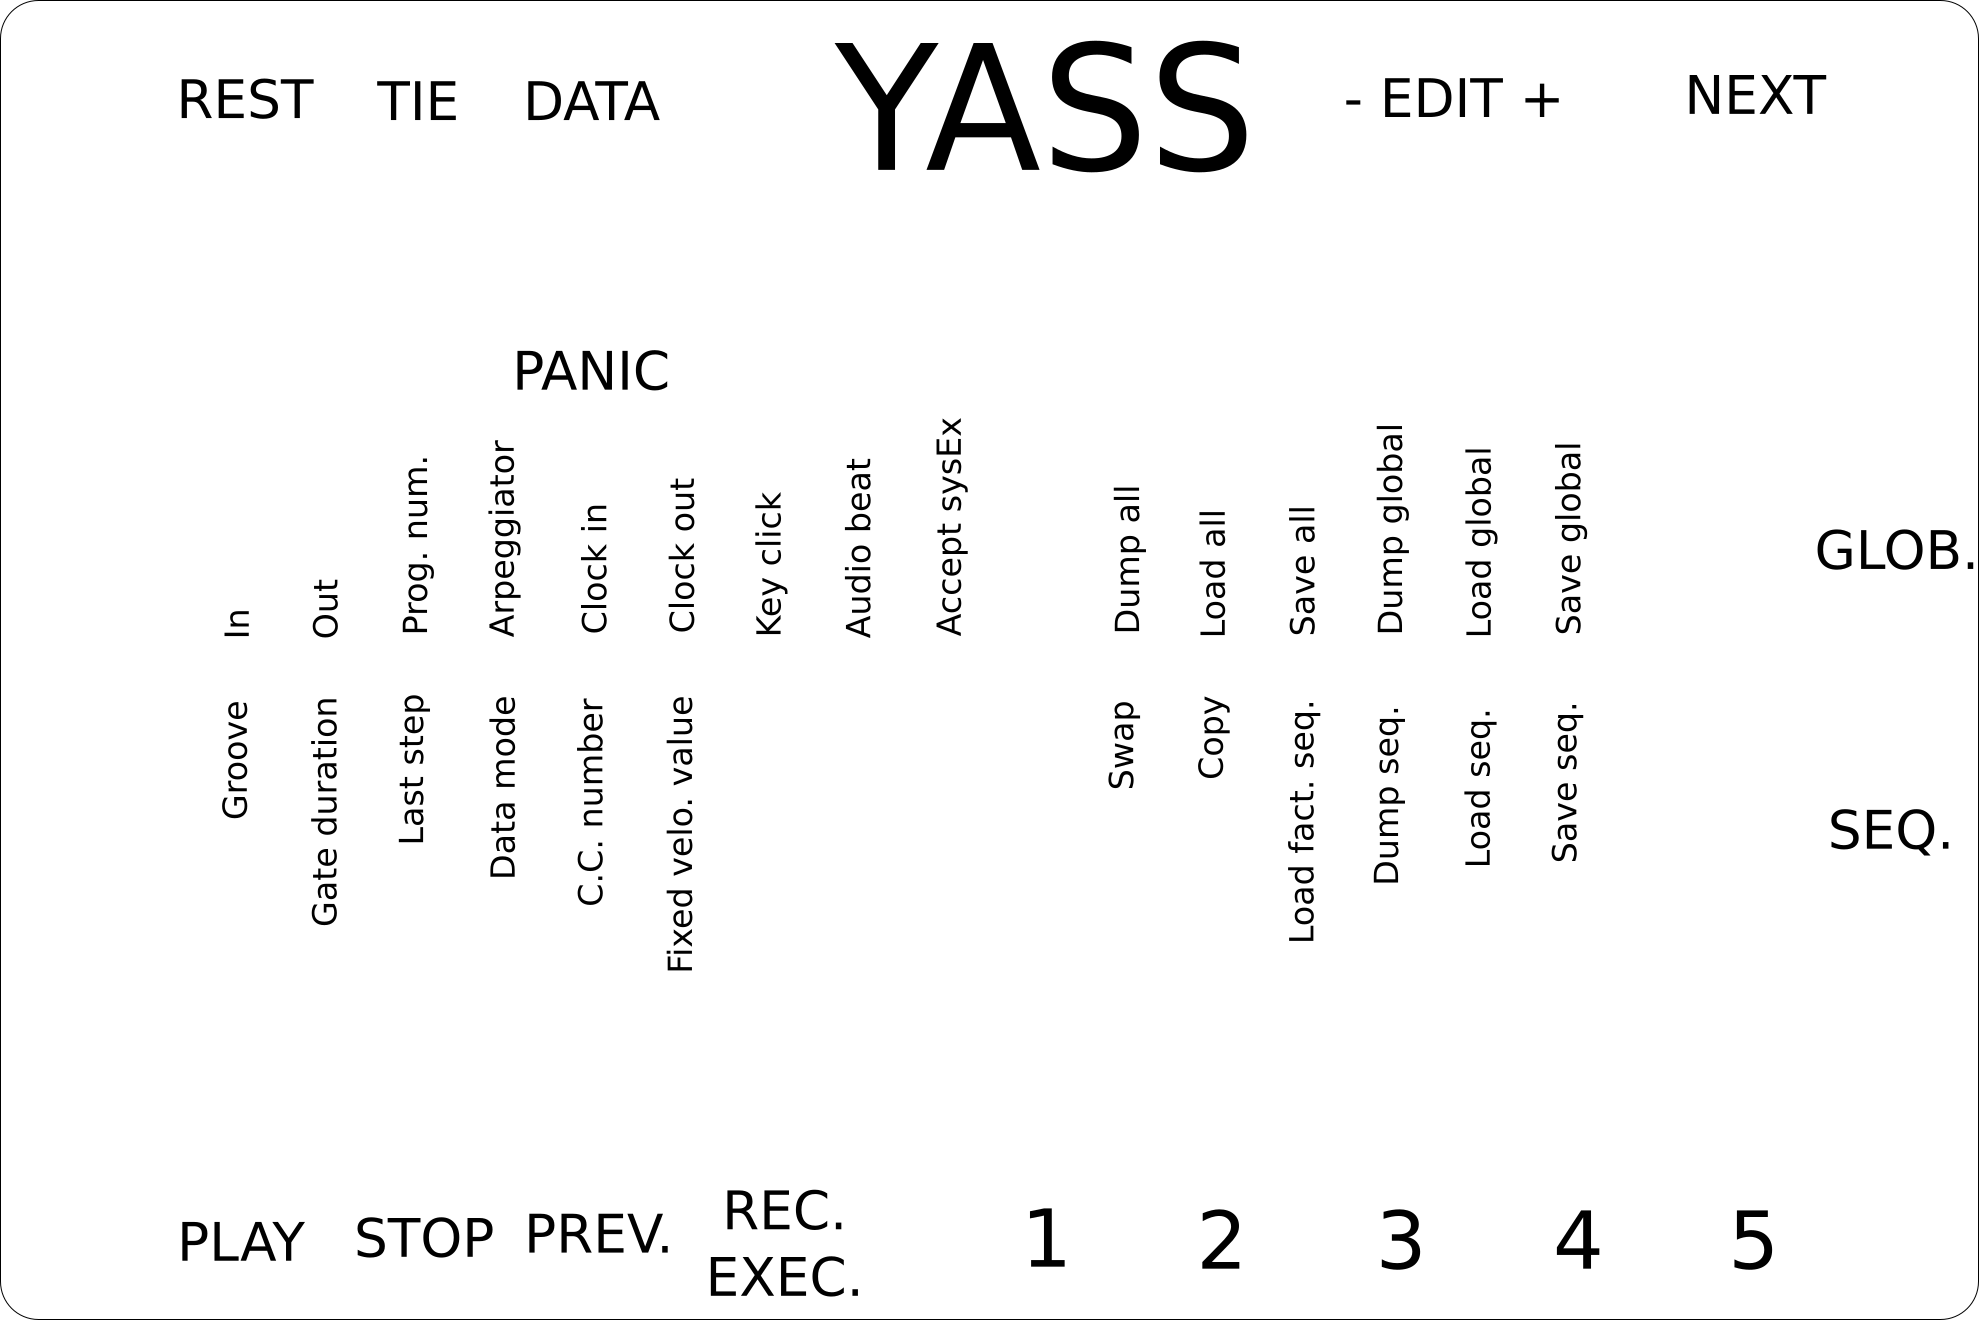 REST TIE DATA YASS - EDIT + NEXT
PANIC
In
Out
Prog. num.
Arpeggiator
Clock in
Clock out
Key click
Audio beat
Accept sysEx
Dump all
Load all
Save all
Dump global
Load global
Save global
GLOB.
Groove
Gate duration
Last step
Data mode
C.C. number
Fixed velo. value
Swap
Copy
Load fact. seq.
Dump seq.
Load seq.
Save seq.
SEQ.
PLAY STOP PREV. REC. 1 2 3 4 5
EXEC.